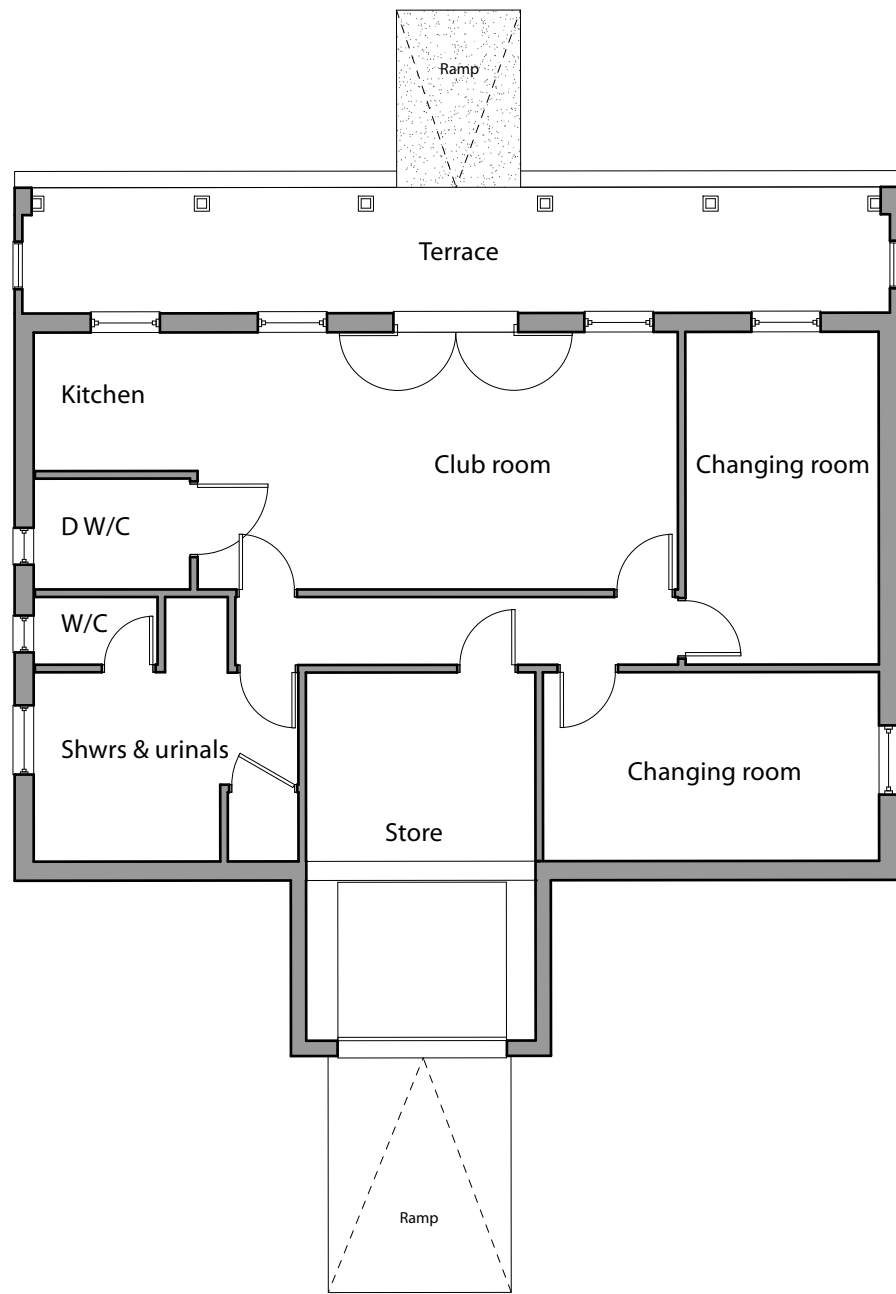 Ramp
Terrace
Kitchen
Club room
Changing room
D W/C
W/C
Shwrs & urinals
Changing room
Store
Ramp